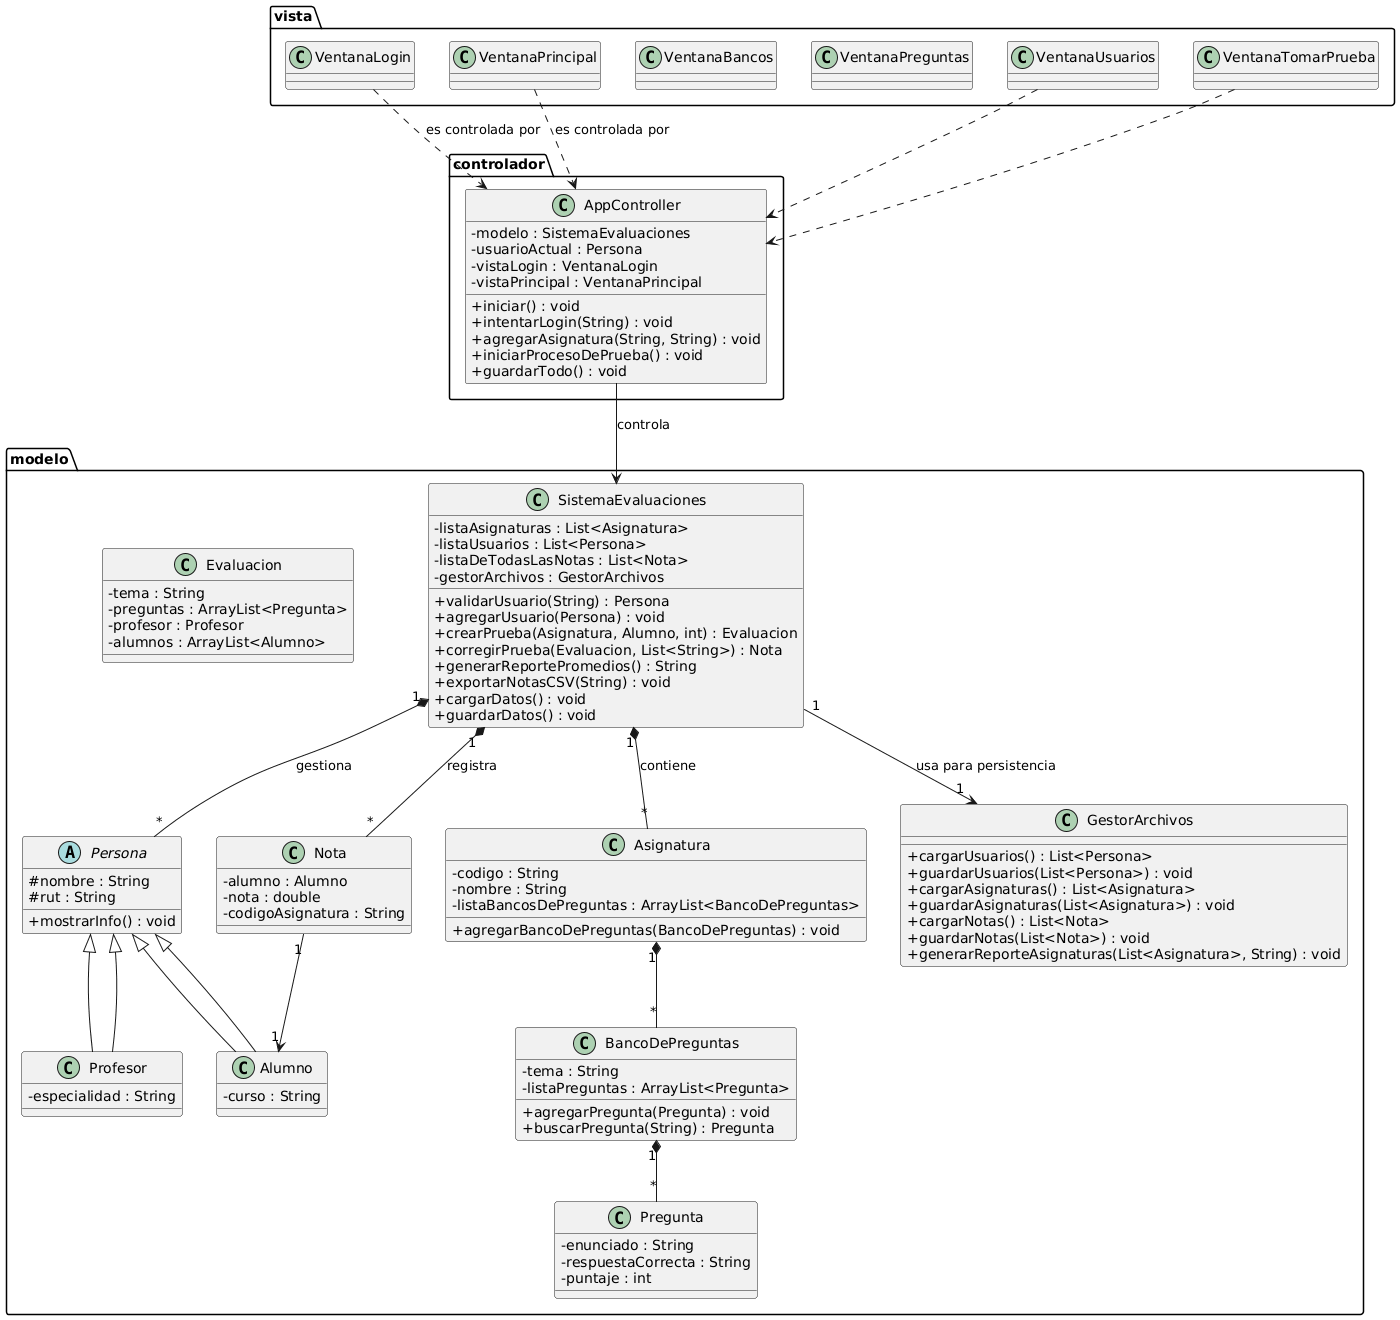 vista
C VentanaLogin
C VentanaPrincipal
C VentanaBancos
C VentanaPreguntas
C VentanaUsuarios
C VentanaTomarPrueba
es controlada por
es controlada por
controlador
C AppController
-modelo : SistemaEvaluaciones
-usuarioActual : Persona
-vistaLogin : VentanaLogin
-vistaPrincipal : VentanaPrincipal
+iniciar() : void
+intentarLogin(String) : void
+agregarAsignatura(String, String) : void
+iniciarProcesoDePrueba() : void
+guardarTodo() : void
controla
modelo
C SistemaEvaluaciones
-listaAsignaturas : List<Asignatura>
-listaUsuarios : List<Persona>
-listaDeTodasLasNotas : List<Nota>
-gestorArchivos : GestorArchivos
+validarUsuario(String) : Persona
+agregarUsuario(Persona) : void
+crearPrueba(Asignatura, Alumno, int) : Evaluacion
+corregirPrueba(Evaluacion, List<String>) : Nota
+generarReportePromedios() : String
+exportarNotasCSV(String) : void
+cargarDatos() : void
+guardarDatos() : void
C Evaluacion
-tema : String
-preguntas : ArrayList<Pregunta>
-profesor : Profesor
-alumnos : ArrayList<Alumno>
1
1
1
1
gestiona
registra
contiene
usa para persistencia
*
*
*
1
A Persona
#nombre : String
#rut : String
+mostrarInfo() : void
C Nota
-alumno : Alumno
-nota : double
-codigoAsignatura : String
C Asignatura
-codigo : String
-nombre : String
-listaBancosDePreguntas : ArrayList<BancoDePreguntas>
+agregarBancoDePreguntas(BancoDePreguntas) : void
C GestorArchivos
+cargarUsuarios() : List<Persona>
+guardarUsuarios(List<Persona>) : void
+cargarAsignaturas() : List<Asignatura>
+guardarAsignaturas(List<Asignatura>) : void
+cargarNotas() : List<Nota>
+guardarNotas(List<Nota>) : void
+generarReporteAsignaturas(List<Asignatura>, String) : void
1
1
1
*
C Profesor
-especialidad : String
C Alumno
-curso : String
C BancoDePreguntas
-tema : String
-listaPreguntas : ArrayList<Pregunta>
+agregarPregunta(Pregunta) : void
+buscarPregunta(String) : Pregunta
1
*
C Pregunta
-enunciado : String
-respuestaCorrecta : String
-puntaje : int